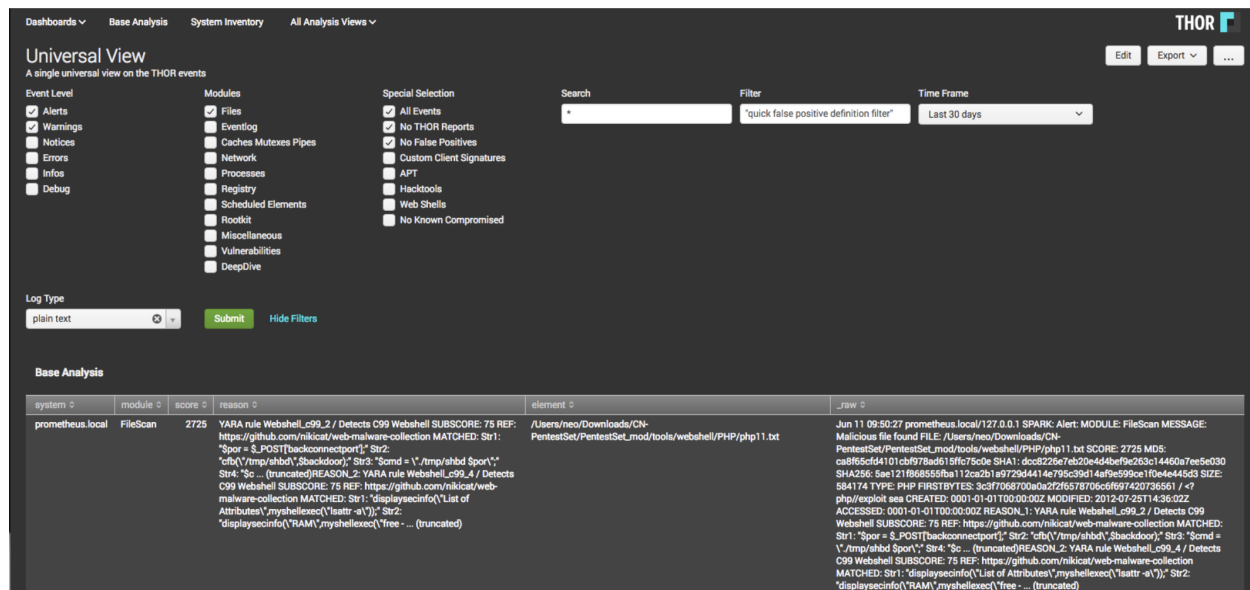 Dashboards Base Analysis System Inventory All Analysis Views
THOR
Universal View
A single universal view on the THOR events
Edit Export ...
Event Level
Alerts
Warnings
Notices
Errors
Infos
Debug
Modules
Files
Eventlog
Caches Mutexes Pipes
Network
Processes
Registry
Scheduled Elements
Rootkit
Miscellaneous
Vulnerabilities
DeepDive
Special Selection
All Events
No THOR Reports
No False Positives
Custom Client Signatures
APT
Hacktools
Web Shells
No Known Compromised
Search
*
Filter
"quick false positive definition filter"
Time Frame
Last 30 days
Log Type
plain text
Submit Hide Filters
Base Analysis
system module score reason element _raw
prometheus.local FileScan 2725
YARA rule Webshell_c99_2 / Detects C99 Webshell SUBSCORE: 75 REF:
https://github.com/nikicat/web-malware-collection MATCHED: Str1:
"$por = $_POST['backconnectport'];" Str2:
"cfb(\"/tmp/shbd\",$backdoor);" Str3: "$cmd = \"./tmp/shbd $por\";"
Str4: "$c ... (truncated)REASON_2: YARA rule Webshell_c99_4 / Detects
C99 Webshell SUBSCORE: 75 REF: https://github.com/nikicat/web-
malware-collection MATCHED: Str1: "displaysecinfo(\"List of
Attributes\",myshellexec(\"lsattr -a\"));" Str2:
"displaysecinfo(\"RAM\",myshellexec(\"free - ... (truncated)
/Users/neo/Downloads/CN-
PentestSet/PentestSet_mod/tools/webshell/PHP/php11.txt
Jun 11 09:50:27 prometheus.local/127.0.0.1 SPARK: Alert: MODULE: FileScan MESSAGE:
Malicious file found FILE: /Users/neo/Downloads/CN-
PentestSet/PentestSet_mod/tools/webshell/PHP/php11.txt SCORE: 2725 MD5:
ca8f65cfd4101cbf978ad615ffc75c0e SHA1: dcc8226e7eb20e4d4bef9e263c14460a7ee5e030
SHA256: 5ae121f868555fba112ca2b1a9729d4414e795c39d14af9e599ce1f0e4e445d3 SIZE:
584174 TYPE: PHP FIRSTBYTES: 3c3f7068700a0a2f2f6578706c6f697420736561 / <?
php//exploit sea CREATED: 0001-01-01T00:00:00Z MODIFIED: 2012-07-25T14:36:02Z
ACCESSED: 0001-01-01T00:00:00Z REASON_1: YARA rule Webshell_c99_2 / Detects C99
Webshell SUBSCORE: 75 REF: https://github.com/nikicat/web-malware-collection MATCHED:
Str1: "$por = $_POST['backconnectport'];" Str2: "cfb(\"/tmp/shbd\",$backdoor);" Str3: "$cmd =
\"./tmp/shbd $por\";" Str4: "$c ... (truncated)REASON_2: YARA rule Webshell_c99_4 / Detects
C99 Webshell SUBSCORE: 75 REF: https://github.com/nikicat/web-malware-collection
MATCHED: Str1: "displaysecinfo(\"List of Attributes\",myshellexec(\"lsattr -a\"));" Str2:
"displaysecinfo(\"RAM\",myshellexec(\"free - ... (truncated)